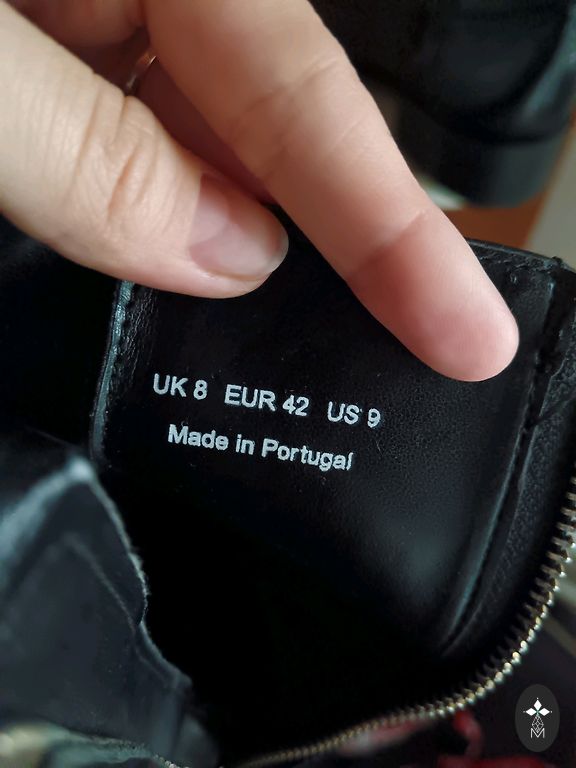 UK 8 EUR 42 US 9
Made in Portugal
M